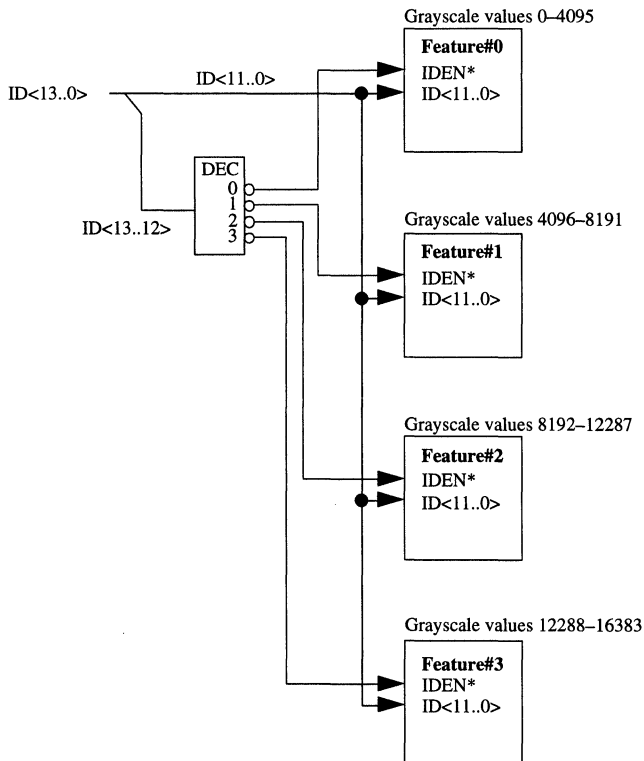 Grayscale values 0–4095
Feature#0
IDEN*
ID<11..0>
ID<13..0>
ID<11..0>
DEC
0
1
2
3
ID<13..12>
Grayscale values 4096–8191
Feature#1
IDEN*
ID<11..0>
Grayscale values 8192–12287
Feature#2
IDEN*
ID<11..0>
Grayscale values 12288–16383
Feature#3
IDEN*
ID<11..0>